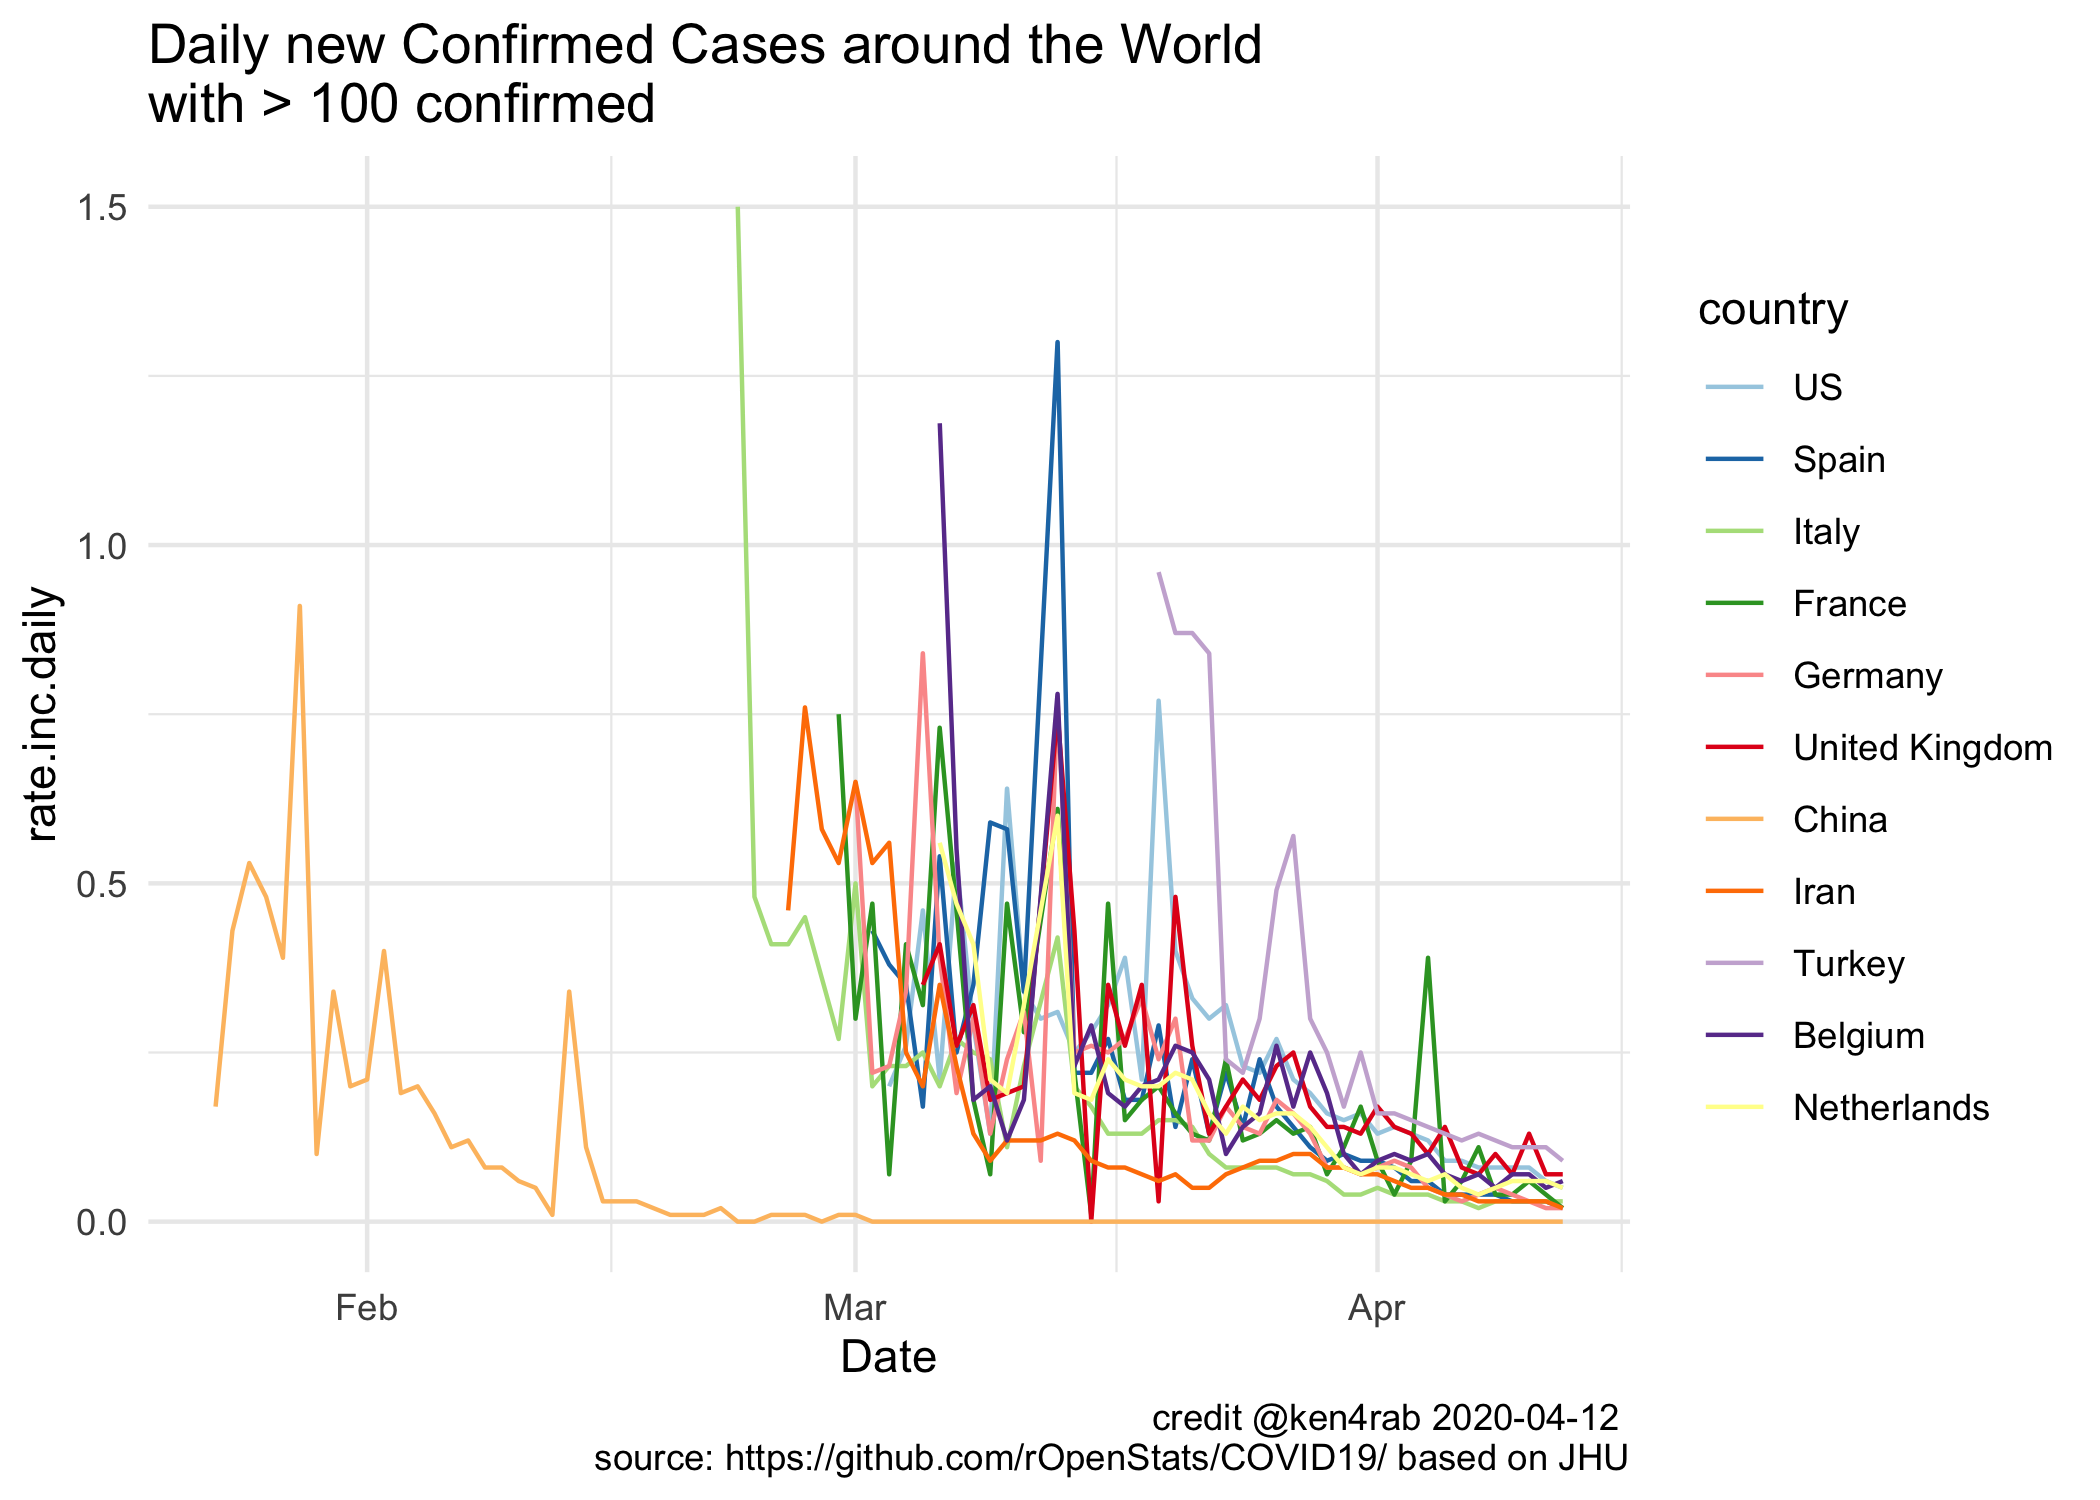 Daily new Confirmed Cases around the World
with > 100 confirmed
1.5
1.0
0.5
0.0
rate.inc.daily
Feb
Mar
Apr
Date
country
US
Spain
Italy
France
Germany
United Kingdom
China
Iran
Turkey
Belgium
Netherlands
credit @ken4rab 2020-04-12
source: https://github.com/rOpenStats/COVID19/ based on JHU